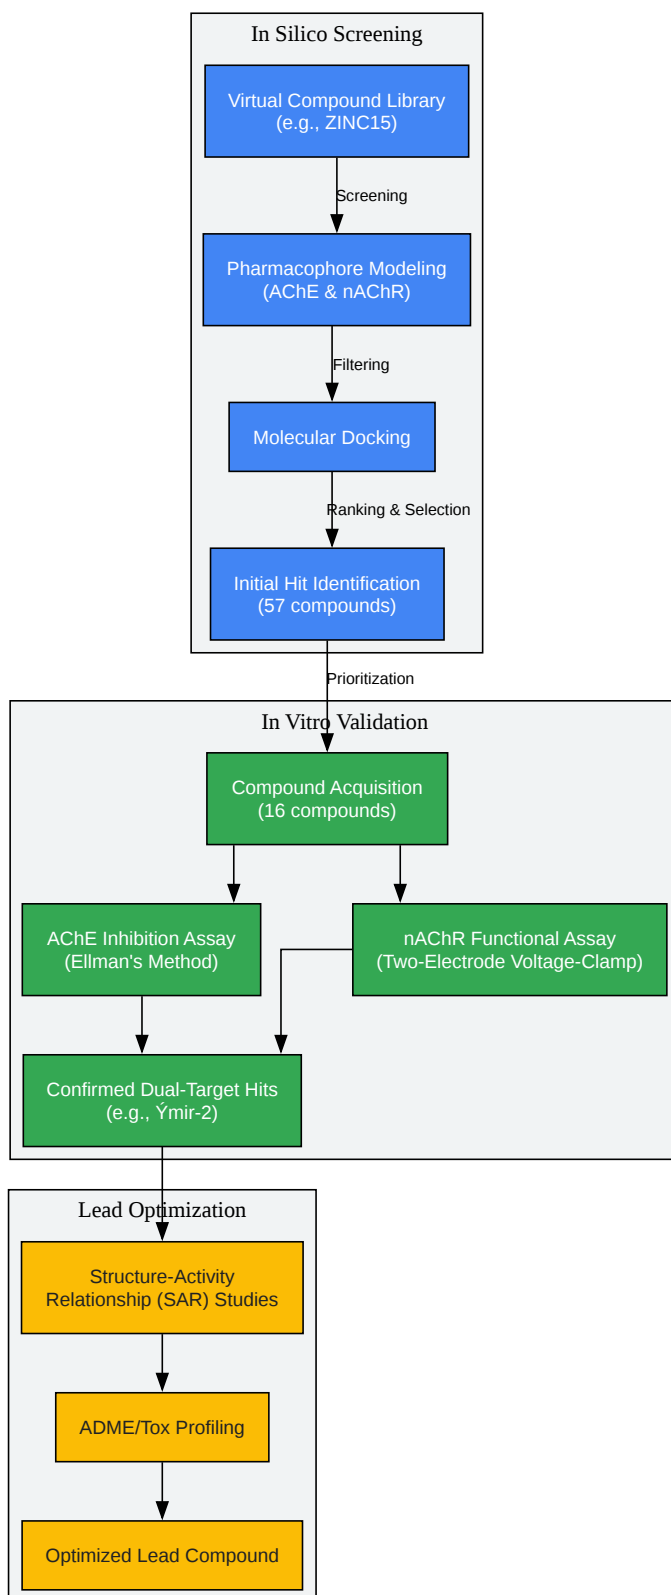 In Silico Screening
Virtual Compound Library
(e.g., ZINC15)
Screening
Pharmacophore Modeling
(AChE & nAChR)
Filtering
Molecular Docking
Ranking & Selection
Initial Hit Identification
(57 compounds)
Prioritization
In Vitro Validation
Compound Acquisition
(16 compounds)
AChE Inhibition Assay
(Ellman's Method)
nAChR Functional Assay
(Two-Electrode Voltage-Clamp)
Confirmed Dual-Target Hits
(e.g., Ýmir-2)
Lead Optimization
Structure-Activity
Relationship (SAR) Studies
ADME/Tox Profiling
Optimized Lead Compound